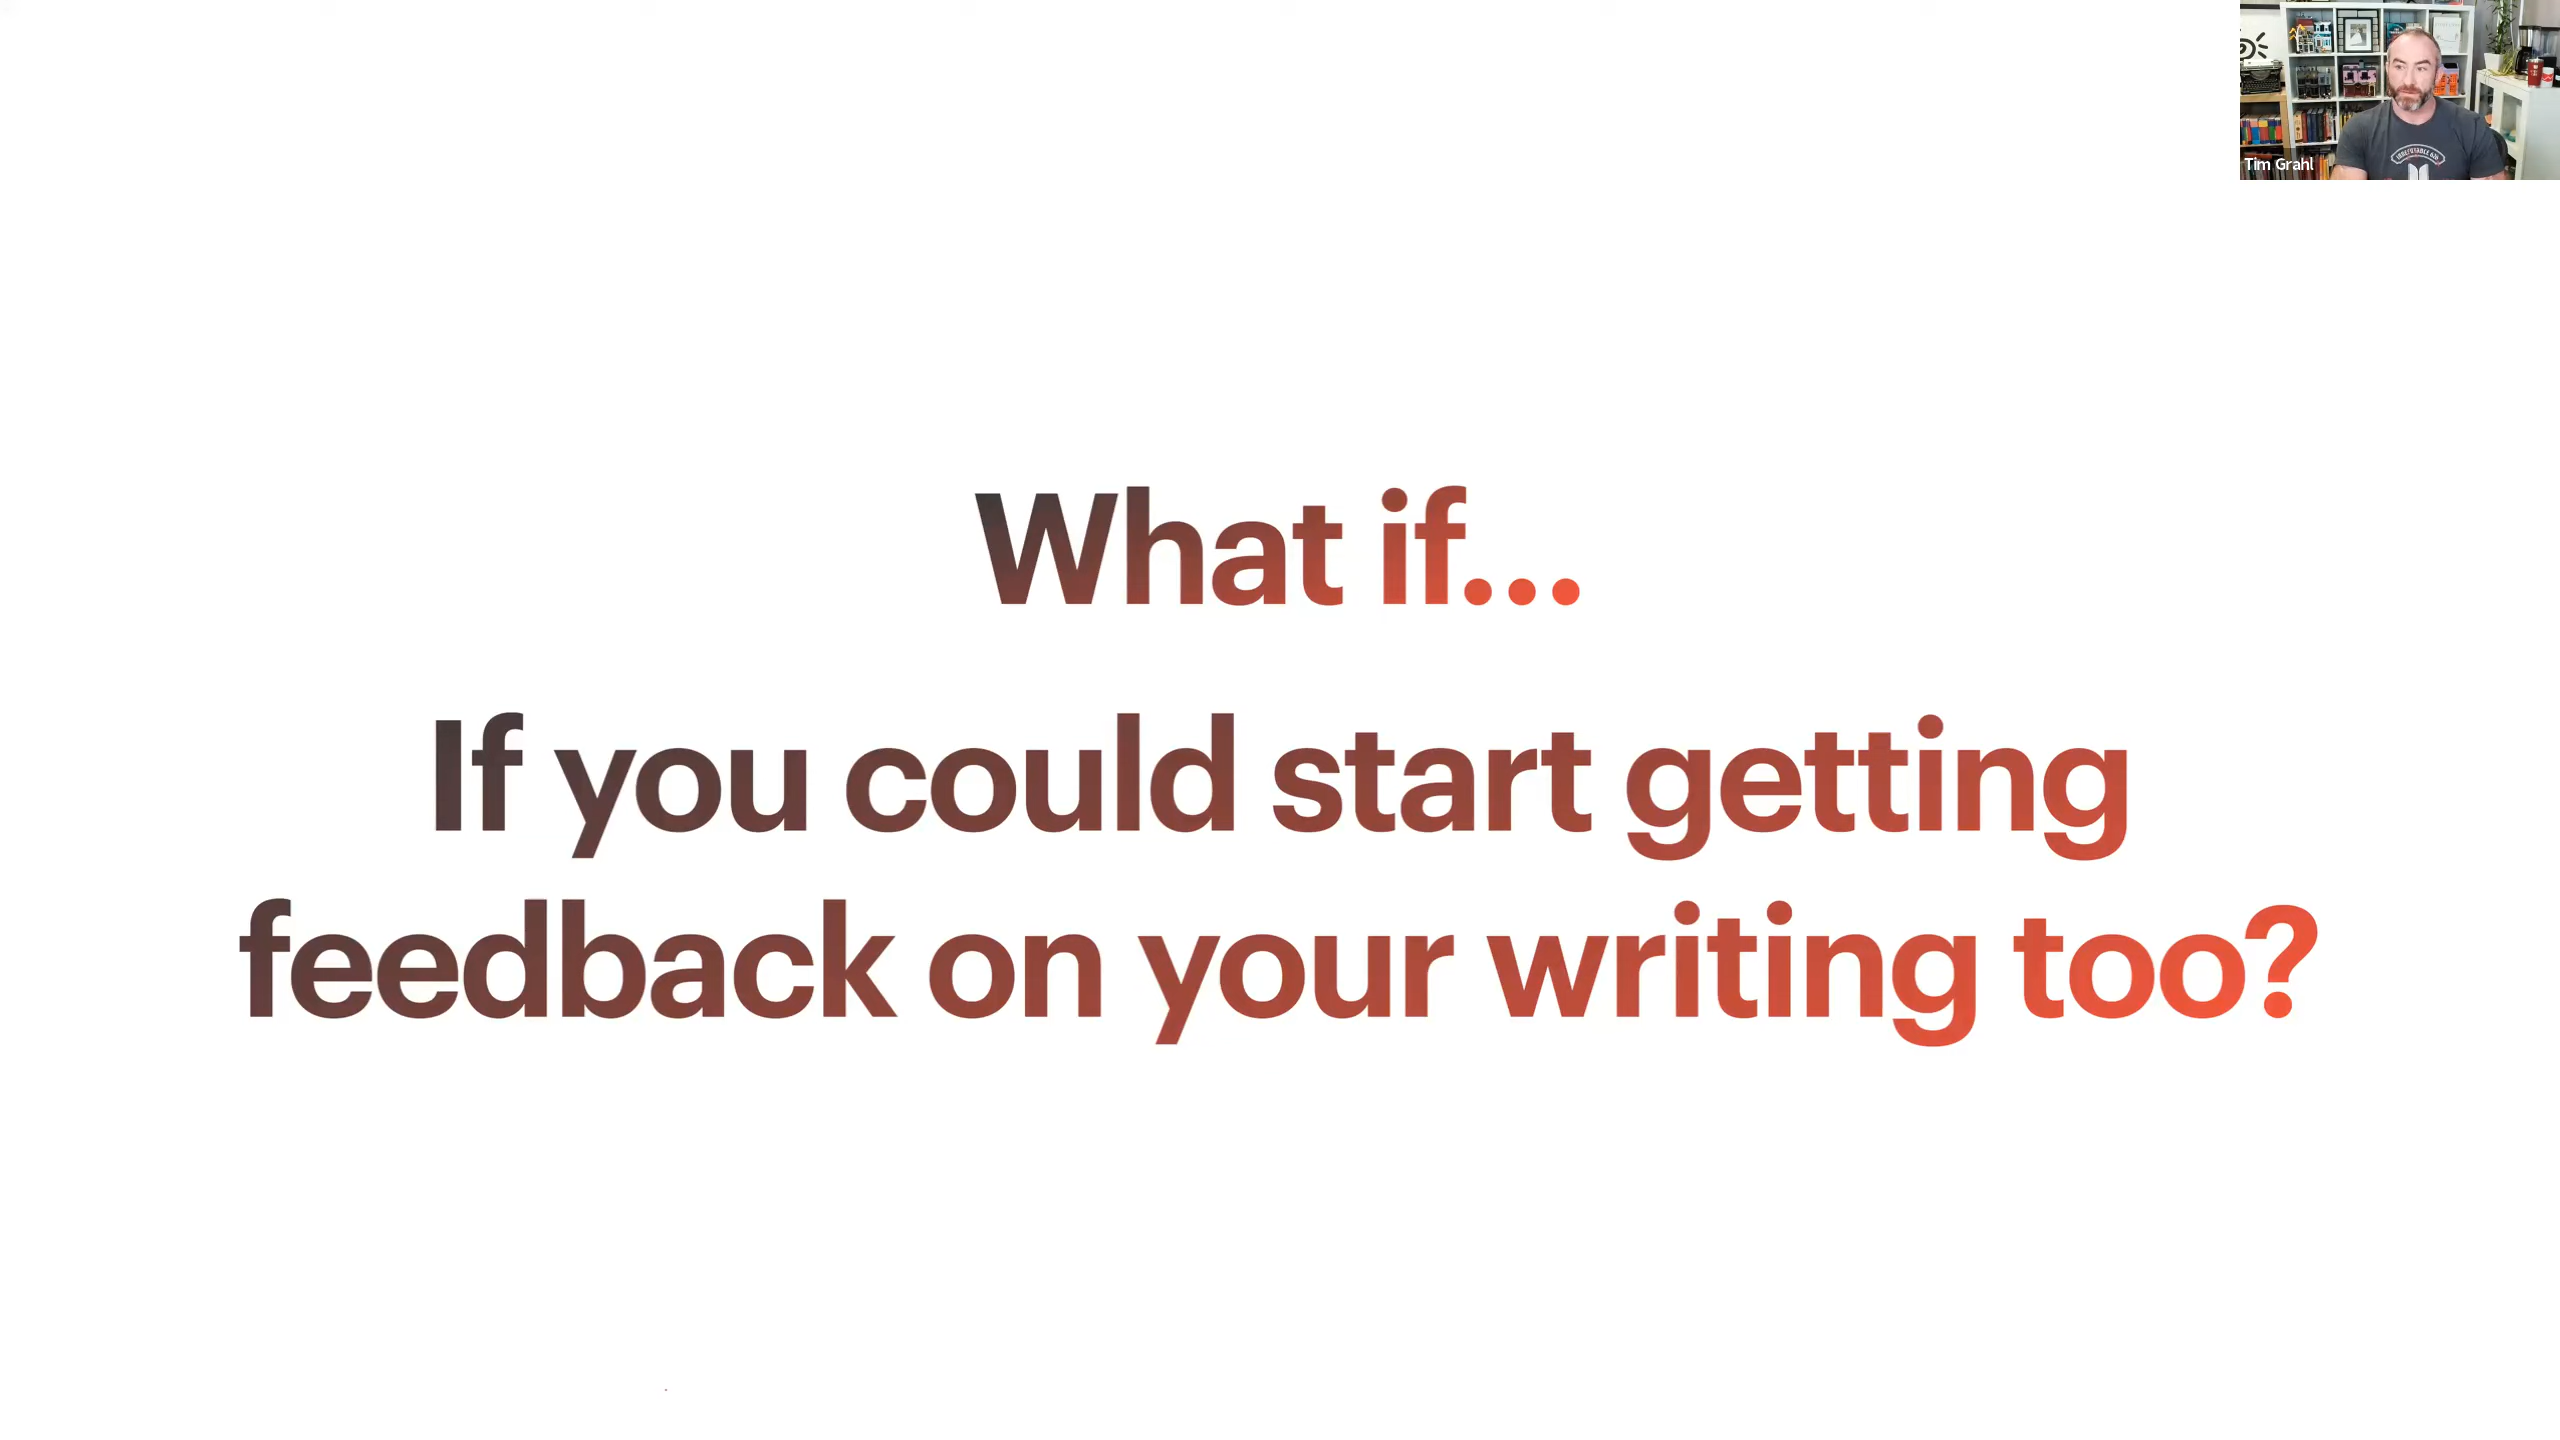 Tim Grahl
What if...
If you could start getting
feedback on your writing too?